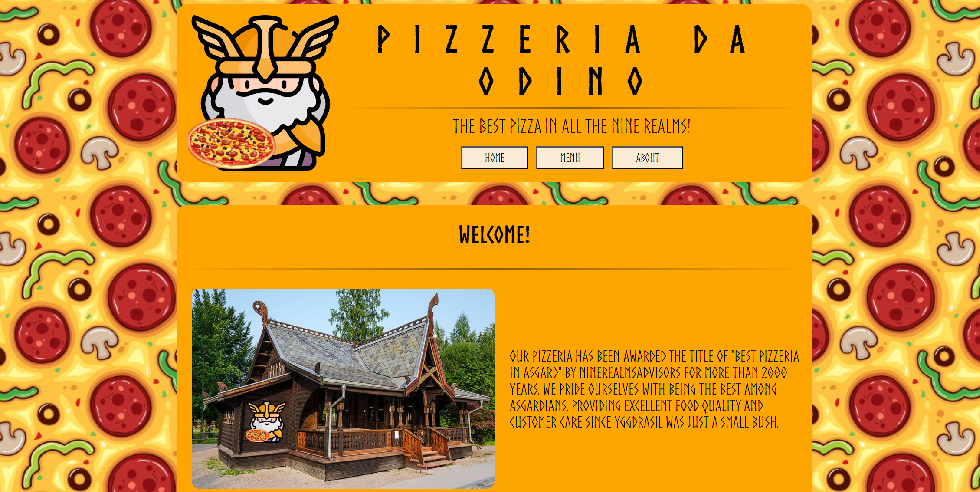 PIZZERIA DA
ODINO
THE BEST PIZZA IN ALL THE NINE REALMS!
HOME
MENU
ABOUT
WELCOME!
OUR PIZZERIA HAS BEEN AWARDED THE TITLE OF "BEST PIZZERIA
IN ASGARD" BY NINEREALMSADVISORS FOR MORE THAN 2000
YEARS. WE PRIDE OURSELVES WITH BEING THE BEST AMONG
ASGARDIANS, PROVIDING EXCELLENT FOOD QUALITY AND
CUSTOMER CARE SINCE YGGDRASIL WAS JUST A SMALL BUSH.